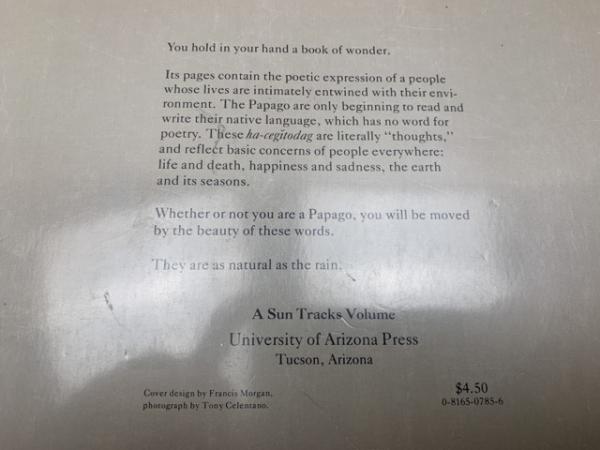 You hold in your hand a book of wonder.
Its pages contain the poetic expression of a people
whose lives are intimately entwined with their envi-
ronment. The Papago are only beginning to read and
write their native language, which has no word for
poetry. These ha-cegĭtodag are literally “thoughts,”
and reflect basic concerns of people everywhere:
life and death, happiness and sadness, the earth
and its seasons.
Whether or not you are a Papago, you will be moved
by the beauty of these words.
They are as natural as the rain.
A Sun Tracks Volume
University of Arizona Press
Tucson, Arizona
Cover design by Francis Morgan,
photograph by Tony Celentano.
$4.50
0-8165-0785-6